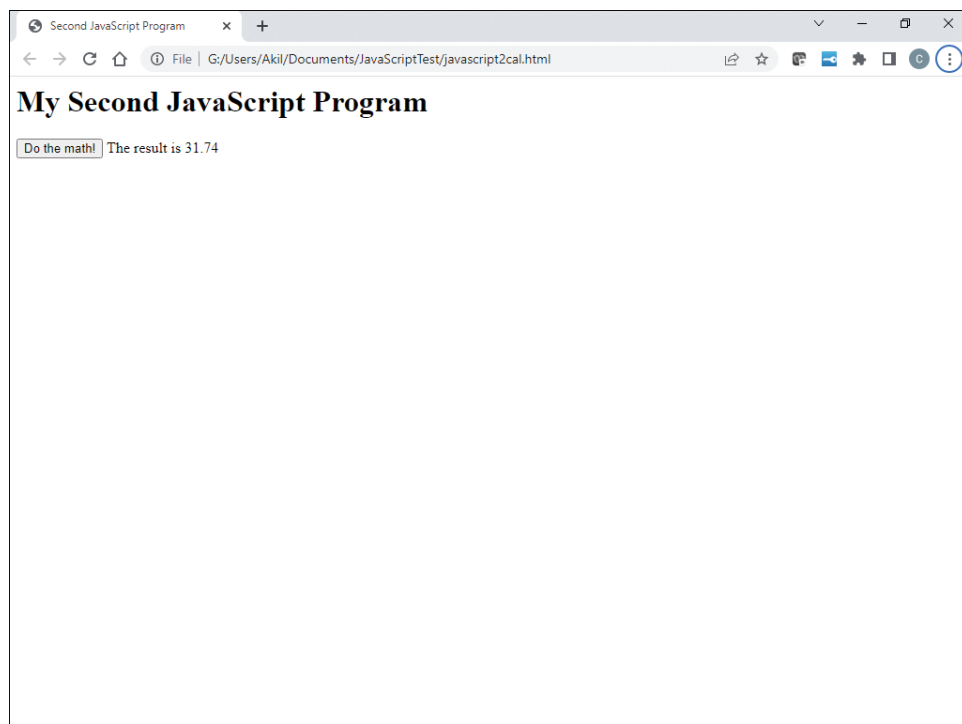 Second JavaScript Program
File | G:/Users/Akil/Documents/JavaScriptTest/javascript2cal.html
C
My Second JavaScript Program
Do the math! The result is 31.74